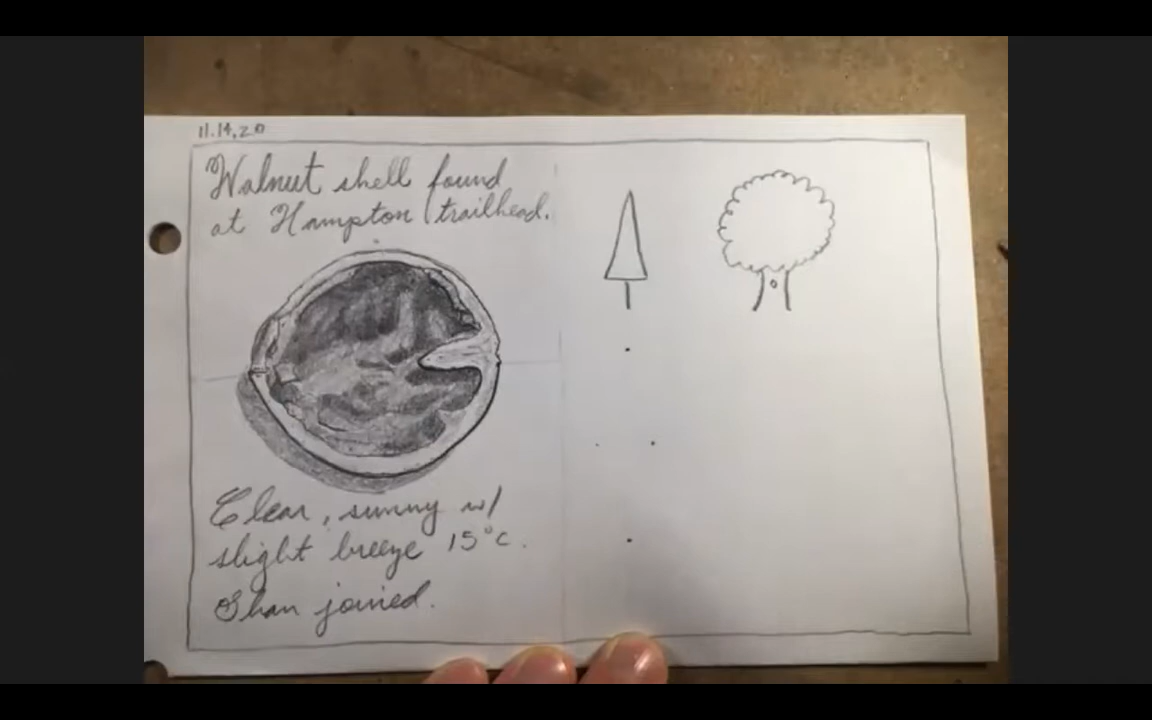 11.14.20
Walnut shell found
at Hampton trailhead.
Clear, sunny w/
slight breeze 15°C.
Shan joined.